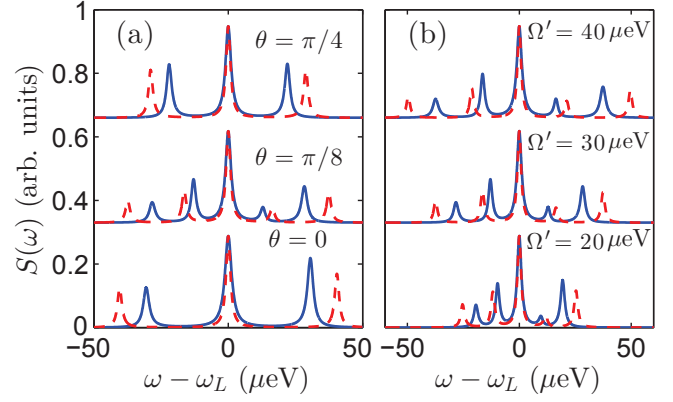 (a)
θ = π/4
θ = π/8
θ = 0
S(ω) (arb. units)
1
0.8
0.6
0.4
0.2
0
−50
0
50
ω − ω_L (μeV)
(b)
Ω′ = 40 μeV
Ω′ = 30 μeV
Ω′ = 20 μeV
−50
0
50
ω − ω_L (μeV)